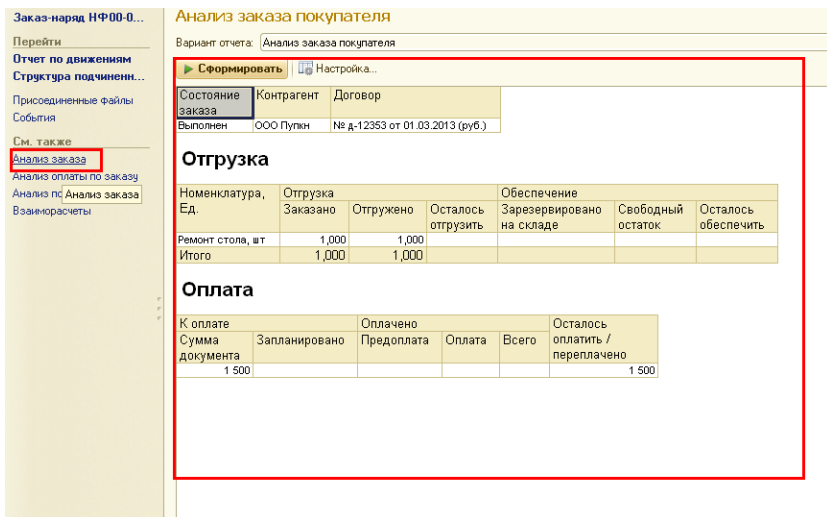 Заказ-наряд НФ00-0...
Перейти
Отчет по движениям
Структура подчиненн...
Присоединенные файлы
События
См. также
Анализ заказа
Анализ оплаты по заказу
Анализ по
Анализ заказа
Взаиморасчеты
Анализ заказа покупателя
Вариант отчета: Анализ заказа покупателя
Сформировать Настройка...
Состояние заказа Контрагент Договор
Выполнен ООО Пупкн № д-12353 от 01.03.2013 (руб.)
Отгрузка
Номенклатура, Ед. Отгрузка Обеспечение
Заказано Отгружено Осталось отгрузить Зарезервировано на складе Свободный остаток Осталось обеспечить
Ремонт стола, шт 1,000 1,000
Итого 1,000 1,000
Оплата
К оплате Оплачено Осталось оплатить / переплачено
Сумма документа Запланировано Предоплата Оплата Всего
1 500 1 500